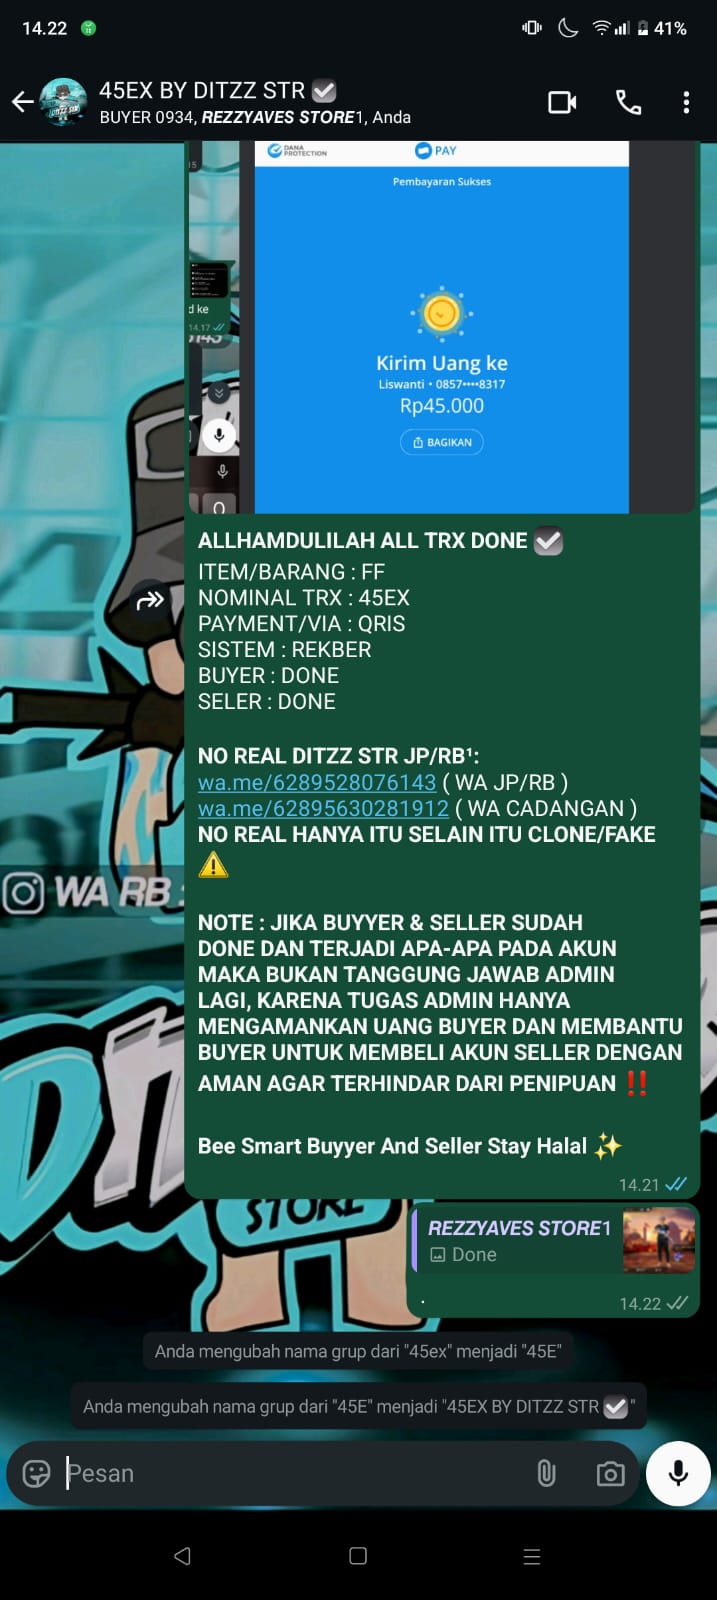 14.22
41%
45EX BY DITZZ STR ✅
BUYER 0934, REZZYAVES STORE1, Anda
DANA
PROTECTION
PAY
Pembayaran Sukses
d ke
14.17
Kirim Uang ke
Liswanti • 0857••••8317
Rp45.000
BAGIKAN
ALLHAMDULILAH ALL TRX DONE ✅
ITEM/BARANG : FF
NOMINAL TRX : 45EX
PAYMENT/VIA : QRIS
SISTEM : REKBER
BUYER : DONE
SELER : DONE
NO REAL DITZZ STR JP/RB¹:
wa.me/6289528076143 ( WA JP/RB )
wa.me/62895630281912 ( WA CADANGAN )
NO REAL HANYA ITU SELAIN ITU CLONE/FAKE
⚠️
WA RB :
NOTE : JIKA BUYYER & SELLER SUDAH
DONE DAN TERJADI APA-APA PADA AKUN
MAKA BUKAN TANGGUNG JAWAB ADMIN
LAGI, KARENA TUGAS ADMIN HANYA
MENGAMANKAN UANG BUYER DAN MEMBANTU
BUYER UNTUK MEMBELI AKUN SELLER DENGAN
AMAN AGAR TERHINDAR DARI PENIPUAN ‼️
Bee Smart Buyyer And Seller Stay Halal ✨
14.21
STORE
REZZYAVES STORE1
Done
.
14.22
Anda mengubah nama grup dari "45ex" menjadi "45E"
Anda mengubah nama grup dari "45E" menjadi "45EX BY DITZZ STR ✅"
Pesan